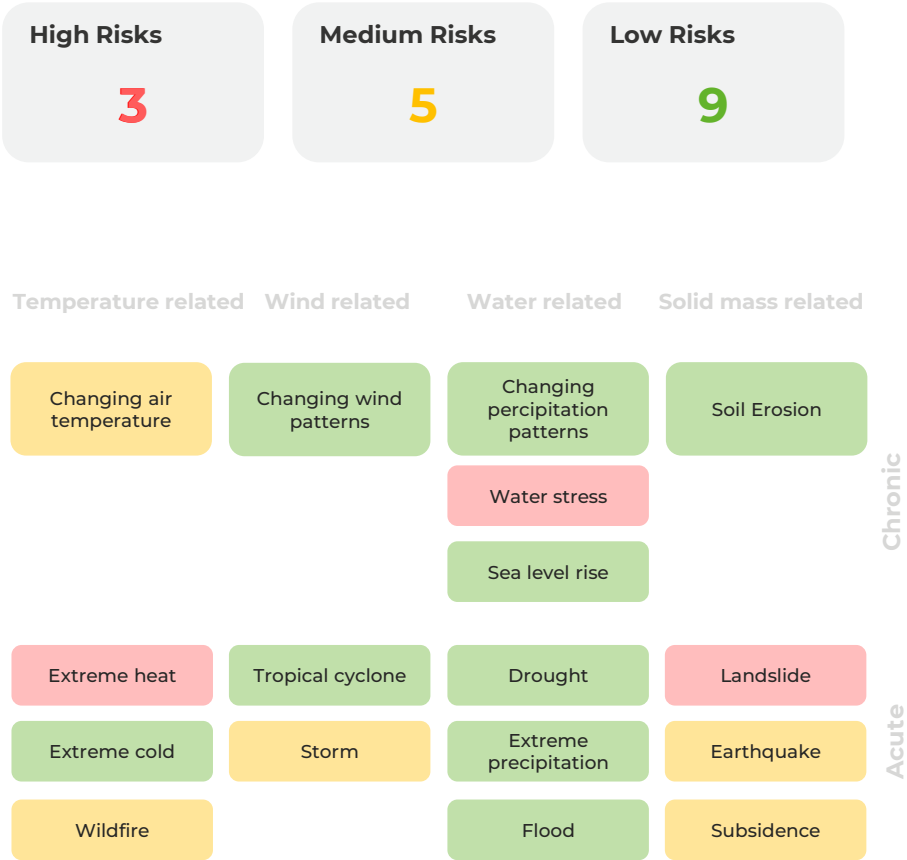 High Risks
Medium Risks
Low Risks
3
5
9
Temperature related
Wind related
Water related
Solid mass related
Changing air
temperature
Changing wind
patterns
Changing
percipitation
patterns
Soil Erosion
Water stress
Sea level rise
Chronic
Extreme heat
Tropical cyclone
Drought
Landslide
Extreme cold
Storm
Extreme
precipitation
Earthquake
Wildfire
Flood
Subsidence
Acute